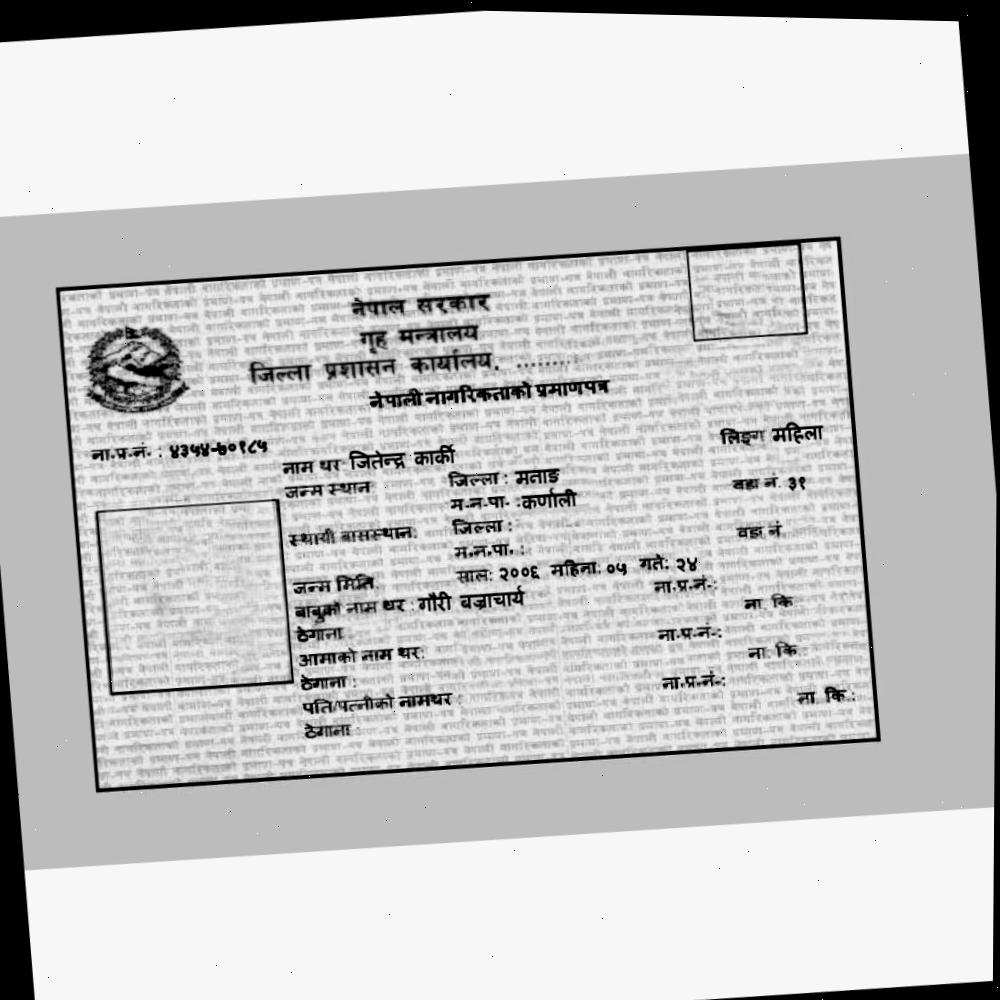 नेपाल सरकार
गृह मन्त्रालय
जिल्ला प्रशासन कार्यालय. .........
नेपाली नागरिकताको प्रमाणपत्र
ना.प्र.नं. : ४३५४-७०१८५
लिङ्ग महिला
नाम थर जितेन्द्र कार्की
जन्म स्थान : जिल्ला : मनाङ वडा नं. ३१
म.न.पा. : कर्णाली
स्थायी बासस्थान: जिल्ला : वडा नं.
म.न.पा. :
जन्म मिति: साल: २००६ महिना: ०५ गते: २४
बाबुको नाम थर : गौरी बज्राचार्य ना.प्र.नं.:
ठेगाना : ना. कि.
आमाको नाम थर: ना.प्र.नं.:
ठेगाना : ना. कि.:
पति/पत्नीको नामथर : ना.प्र.नं.:
ठेगाना : ना. कि.: